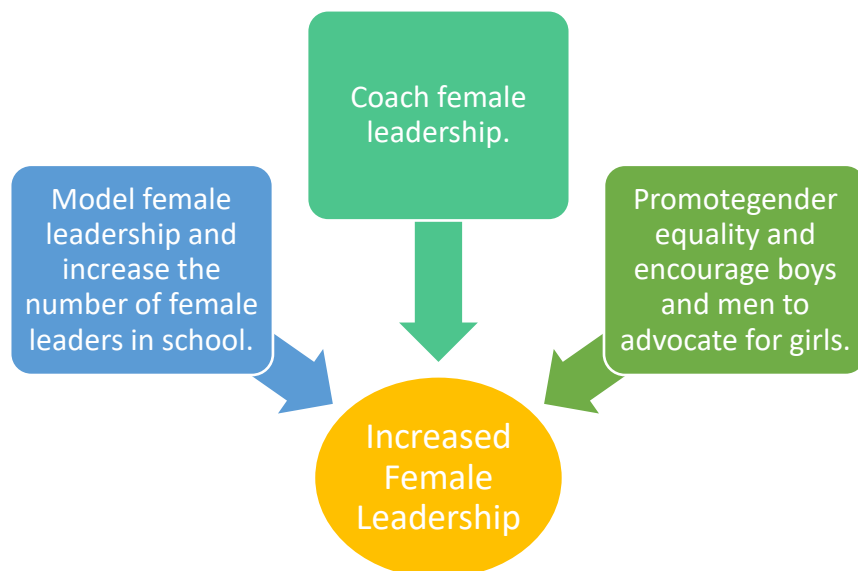 Coach female
leadership.
Model female
leadership and
increase the
number of female
leaders in school.
Promotegender
equality and
encourage boys
and men to
advocate for girls.
Increased
Female
Leadership